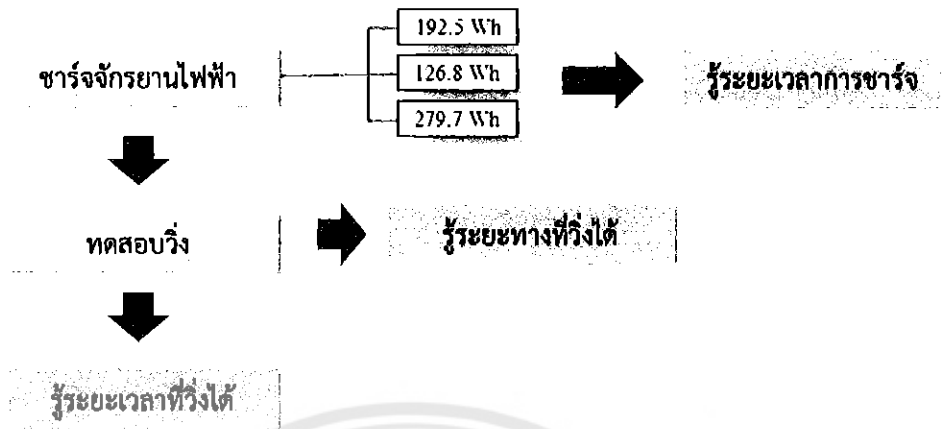 192.5 Wh
ชาร์จจักรยานไฟฟ้า
126.8 Wh
รู้ระยะเวลาการชาร์จ
279.7 Wh
ทดสอบวิ่ง
รู้ระยะทางที่วิ่งได้
รู้ระยะเวลาที่วิ่งได้